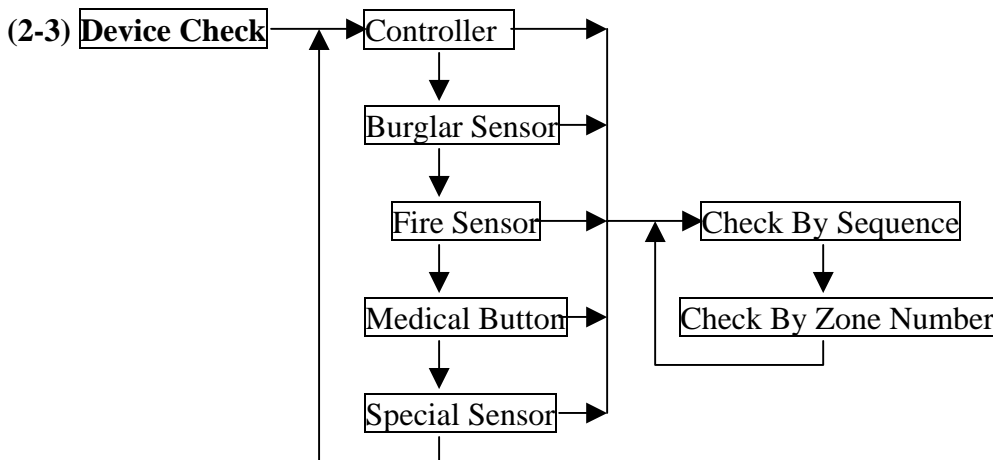 (2-3) Device Check
Controller
Burglar Sensor
Fire Sensor
Check By Sequence
Medical Button
Check By Zone Number
Special Sensor